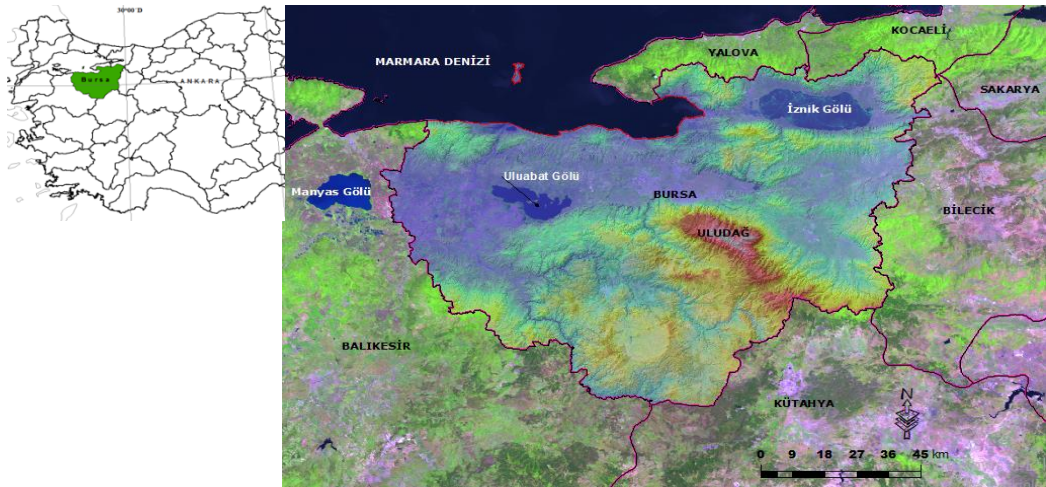 30°00'D
Bursa
ANKARA
MARMARA DENİZİ
YALOVA
KOCAELİ
SAKARYA
İznik Gölü
Uluabat Gölü
Manyas Gölü
BURSA
BİLECİK
ULUDAĞ
BALIKESİR
KÜTAHYA
N
0 9 18 27 36 45 km